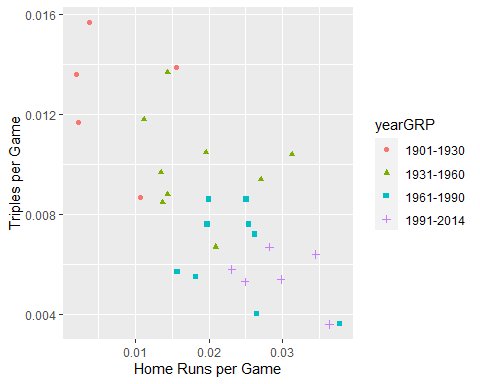 0.016
0.012
0.008
0.004
Triples per Game
0.01 0.02 0.03
Home Runs per Game
yearGRP
1901-1930
1931-1960
1961-1990
1991-2014